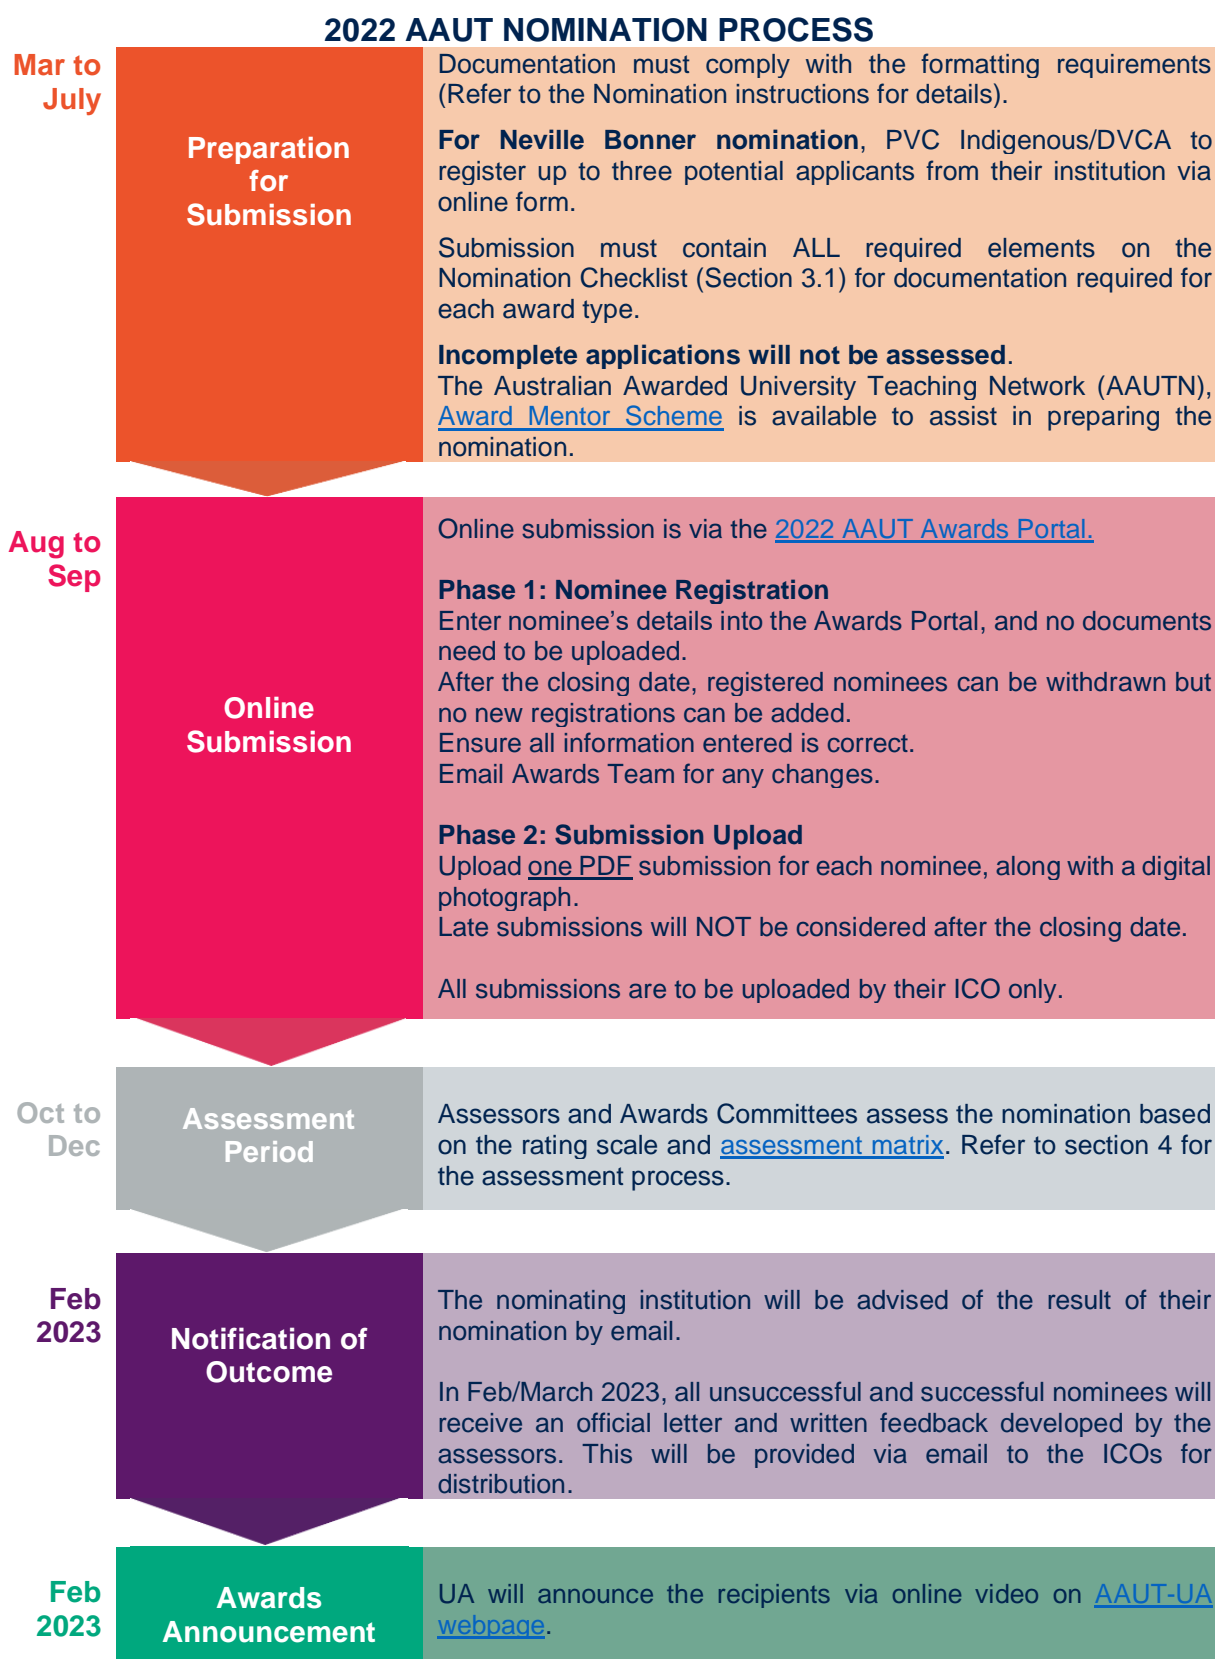 2022 AAUT NOMINATION PROCESS
Mar to
July
Preparation
for
Submission
Documentation must comply with the formatting requirements
(Refer to the Nomination instructions for details).
For Neville Bonner nomination, PVC Indigenous/DVCA to
register up to three potential applicants from their institution via
online form.
Submission must contain ALL required elements on the
Nomination Checklist (Section 3.1) for documentation required for
each award type.
Incomplete applications will not be assessed.
The Australian Awarded University Teaching Network (AAUTN),
Award Mentor Scheme is available to assist in preparing the
nomination.
Aug to
Sep
Online
Submission
Online submission is via the 2022 AAUT Awards Portal.
Phase 1: Nominee Registration
Enter nominee’s details into the Awards Portal, and no documents
need to be uploaded.
After the closing date, registered nominees can be withdrawn but
no new registrations can be added.
Ensure all information entered is correct.
Email Awards Team for any changes.
Phase 2: Submission Upload
Upload one PDF submission for each nominee, along with a digital
photograph.
Late submissions will NOT be considered after the closing date.
All submissions are to be uploaded by their ICO only.
Oct to
Dec
Assessment
Period
Assessors and Awards Committees assess the nomination based
on the rating scale and assessment matrix. Refer to section 4 for
the assessment process.
Feb
2023
Notification of
Outcome
The nominating institution will be advised of the result of their
nomination by email.
In Feb/March 2023, all unsuccessful and successful nominees will
receive an official letter and written feedback developed by the
assessors. This will be provided via email to the ICOs for
distribution.
Feb
2023
Awards
Announcement
UA will announce the recipients via online video on AAUT-UA
webpage.